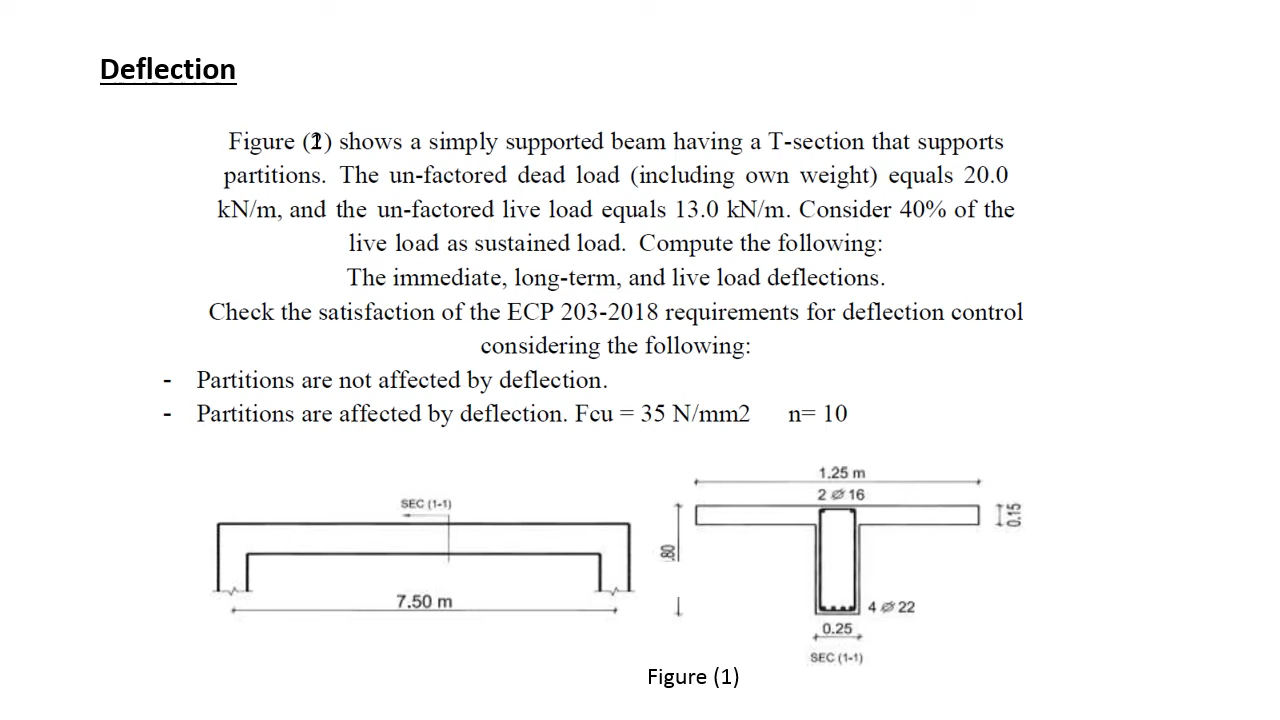 Deflection
Figure (1) shows a simply supported beam having a T-section that supports
partitions. The un-factored dead load (including own weight) equals 20.0
kN/m, and the un-factored live load equals 13.0 kN/m. Consider 40% of the
live load as sustained load. Compute the following:
The immediate, long-term, and live load deflections.
Check the satisfaction of the ECP 203-2018 requirements for deflection control
considering the following:
- Partitions are not affected by deflection.
- Partitions are affected by deflection. Fcu = 35 N/mm2 n= 10
1.25 m
2 Ø 16
SEC (1-1)
0.15
.80
7.50 m
4 Ø 22
0.25
SEC (1-1)
Figure (1)